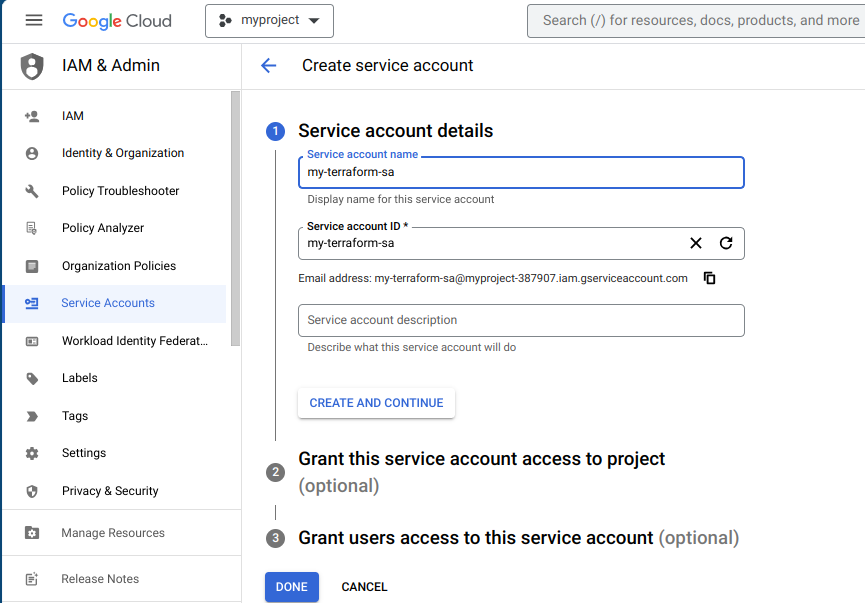 Google Cloud
myproject
Search (/) for resources, docs, products, and more
IAM & Admin
IAM
Identity & Organization
Policy Troubleshooter
Policy Analyzer
Organization Policies
Service Accounts
Workload Identity Federat...
Labels
Tags
Settings
Privacy & Security
Manage Resources
Release Notes
Create service account
1 Service account details
Service account name
my-terraform-sa
Display name for this service account
Service account ID *
my-terraform-sa
Email address: my-terraform-sa@myproject-387907.iam.gserviceaccount.com
Service account description
Describe what this service account will do
CREATE AND CONTINUE
2 Grant this service account access to project
(optional)
3 Grant users access to this service account (optional)
DONE CANCEL